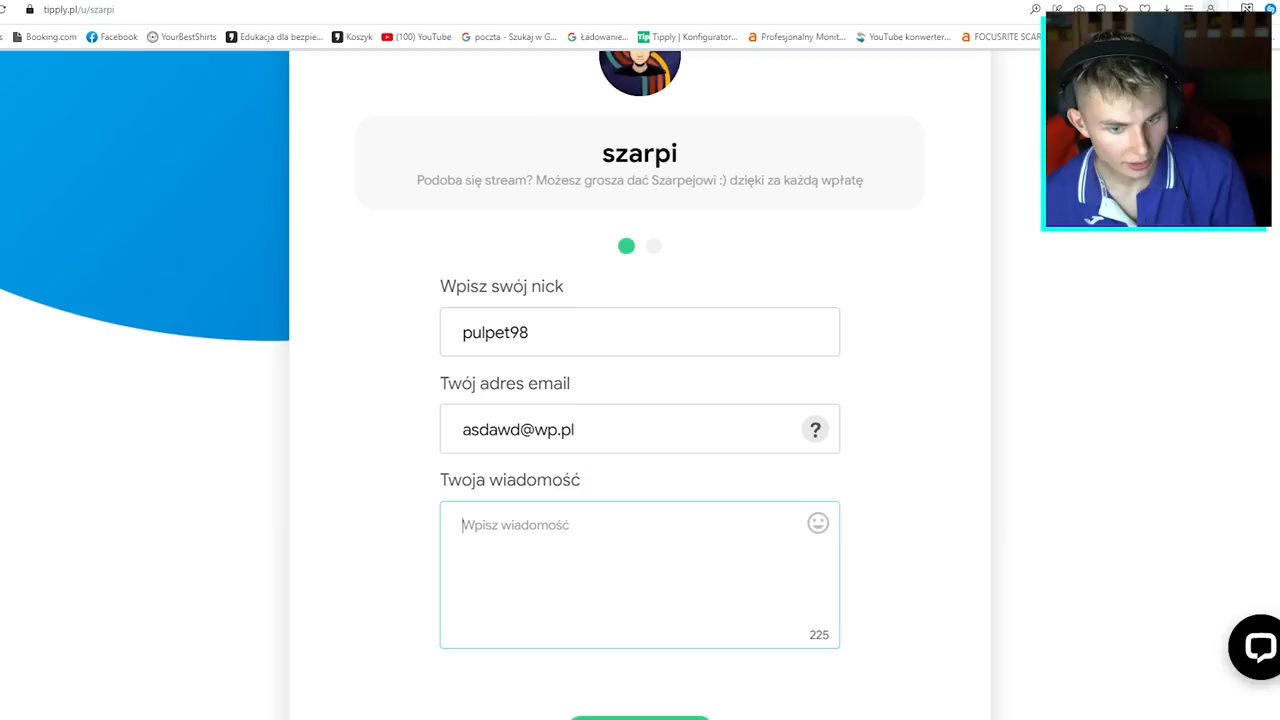 tipply.pl/u/szarpi
Booking.com Facebook YourBestShirts Edukacja dla bezpie... Koszyk (100) YouTube poczta - Szukaj w G... Ładowanie... Tipply | Konfigurator... Profesjonalny Monit... YouTube konwerter... FOCUSRITE SCAR
szarpi
Podoba się stream? Możesz grosza dać Szarpejowi :) dzięki za każdą wpłatę
Wpisz swój nick
pulpet98
Twój adres email
asdawd@wp.pl
?
Twoja wiadomość
Wpisz wiadomość
225